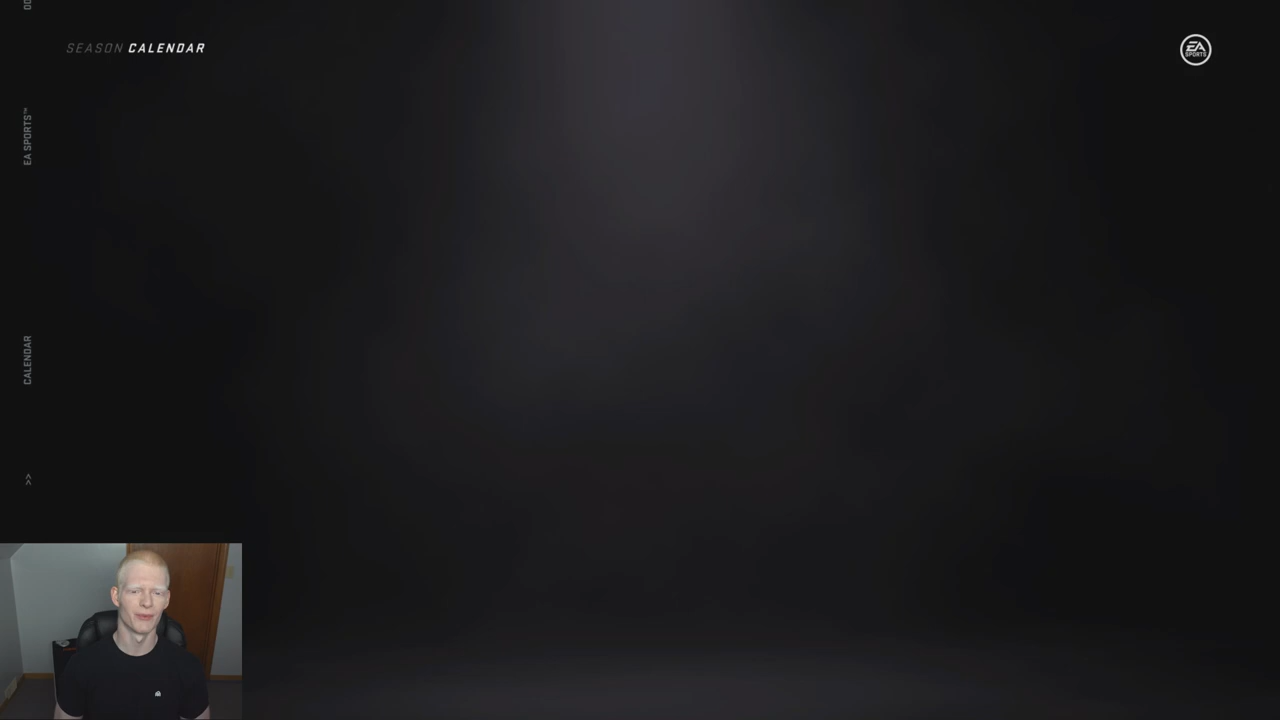 SEASON CALENDAR
EA
SPORTS
EA SPORTS™
CALENDAR
>>